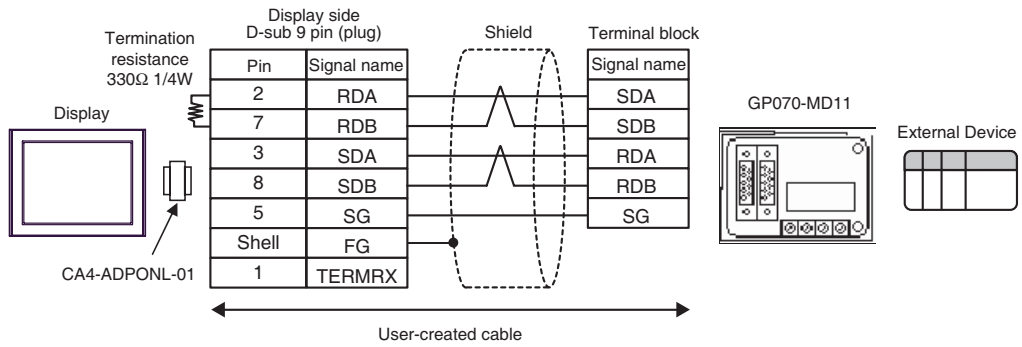 Display side
D-sub 9 pin (plug)
Shield
Terminal block
Termination
resistance
330Ω 1/4W
Pin
Signal name
Signal name
2
RDA
SDA
7
RDB
SDB
3
SDA
RDA
8
SDB
RDB
5
SG
SG
Shell
FG
1
TERMRX
Display
CA4-ADPONL-01
GP070-MD11
External Device
User-created cable